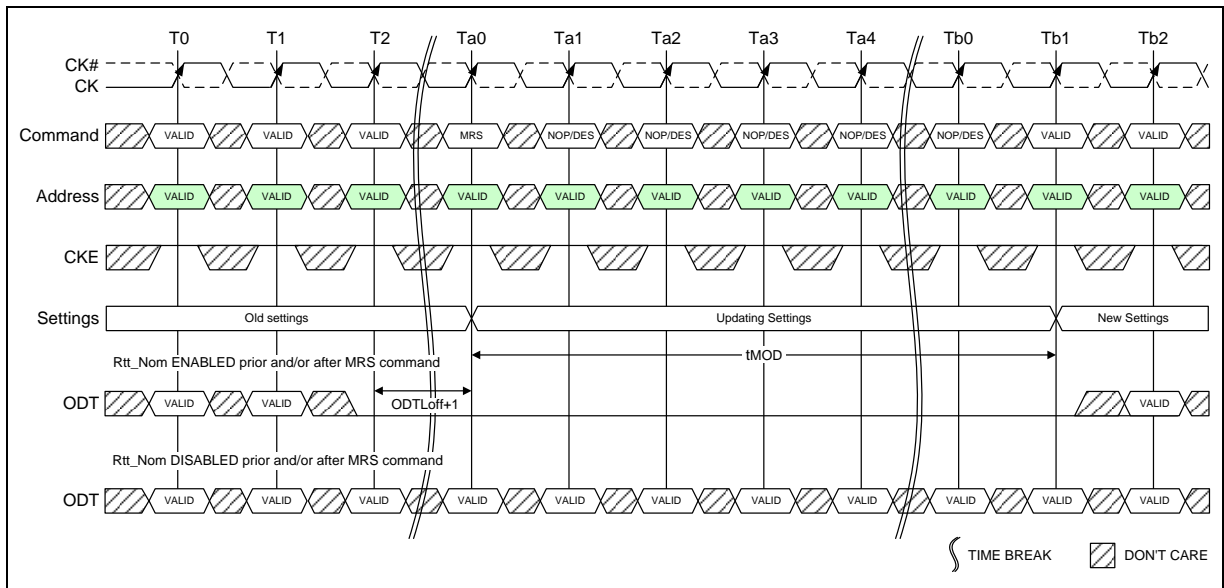 T0 T1 T2 Ta0 Ta1 Ta2 Ta3 Ta4 Tb0 Tb1 Tb2
CK#
CK
Command VALID VALID VALID MRS NOP/DES NOP/DES NOP/DES NOP/DES NOP/DES VALID VALID
Address VALID VALID VALID VALID VALID VALID VALID VALID VALID VALID VALID
CKE
Settings Old settings Updating Settings New Settings
tMOD
Rtt_Nom ENABLED prior and/or after MRS command
ODTLoff+1
ODT VALID VALID VALID
Rtt_Nom DISABLED prior and/or after MRS command
ODT VALID VALID VALID VALID VALID VALID VALID VALID VALID VALID VALID
TIME BREAK DON'T CARE